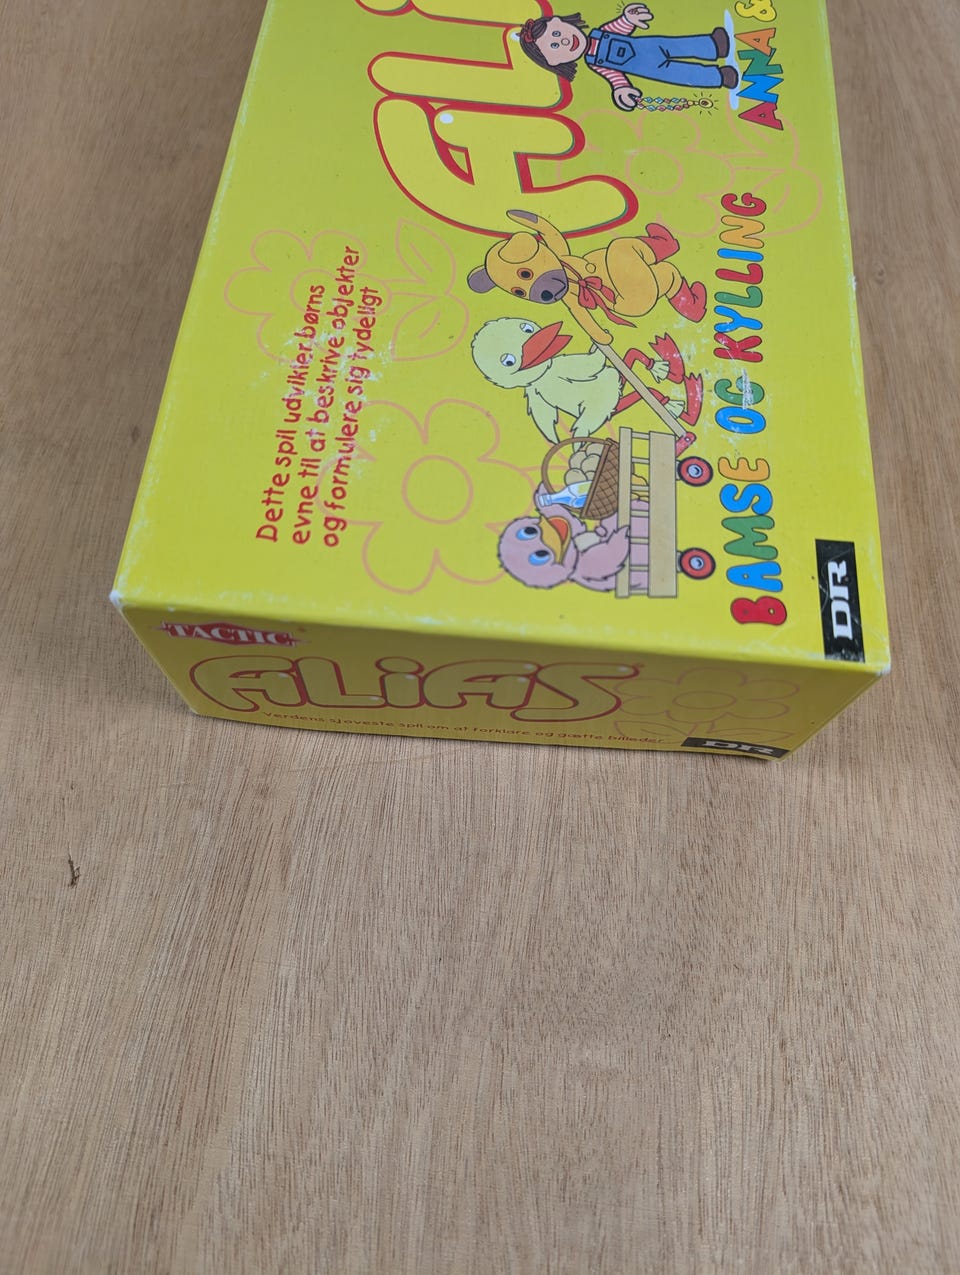 ALI
Dette spil udvikler børns
evne til at beskrive objekter
og formulere sig tydeligt
BAMSE OG KYLLING
ANNA &
DR
TACTIC
ALiAS
Verdens sjoveste spil om at forklare og gætte billeder
DR